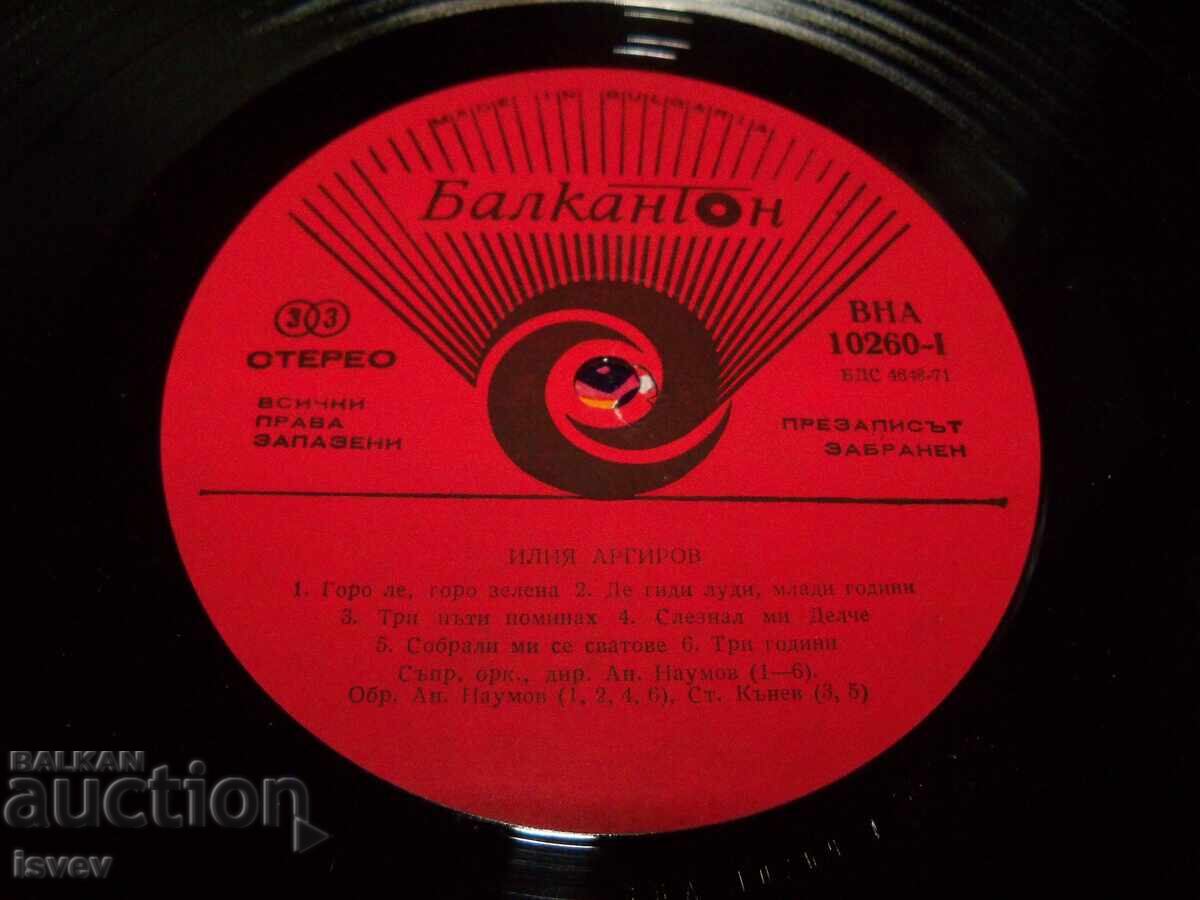 MADE IN BULGARIA
Балкантон
33
СТЕРЕО
ВСИЧКИ
ПРАВА
ЗАПАЗЕНИ
ВНА
10260-I
БДС 4648-71
ПРЕЗАПИСЪТ
ЗАБРАНЕН
ИЛИЯ АРГИРОВ
1. Горо ле, горо зелена 2. Ле гиди луди, млади години
3. Три пъти поминах 4. Слезнал ми Делче
5. Собрали ми се сватове 6. Три години
Съпр. орк., дир. Ан. Наумов (1—6).
Обр. Ан. Наумов (1, 2, 4, 6), Ст. Кънев (3, 5)
BALKAN
auction
isvev